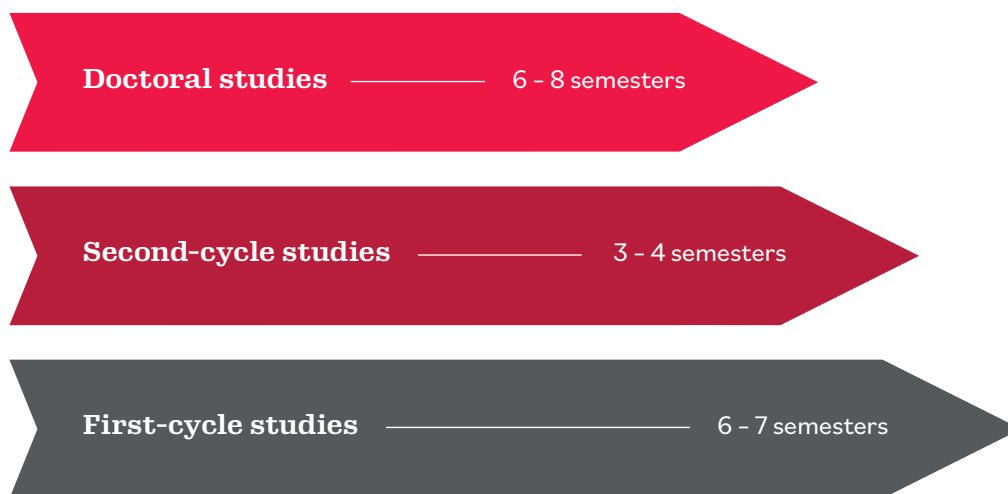 Doctoral studies 6 - 8 semesters
Second-cycle studies 3 - 4 semesters
First-cycle studies 6 - 7 semesters